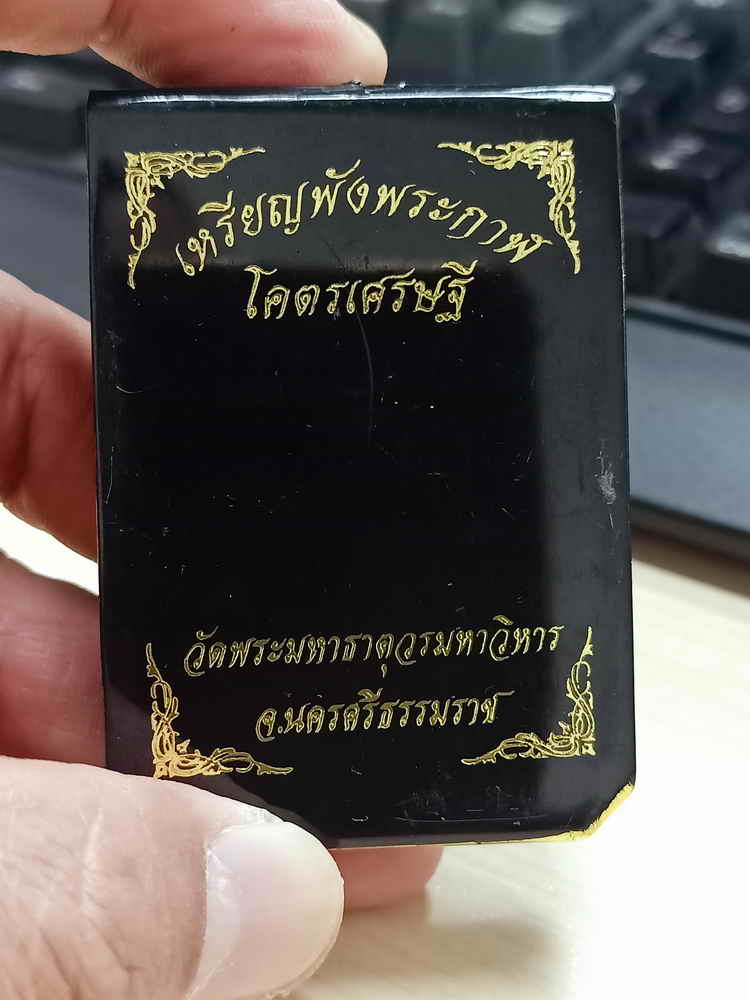 เหรียญพังพระกาฬ
โคตรเศรษฐี
วัดพระมหาธาตุวรมหาวิหาร
จ.นครศรีธรรมราช